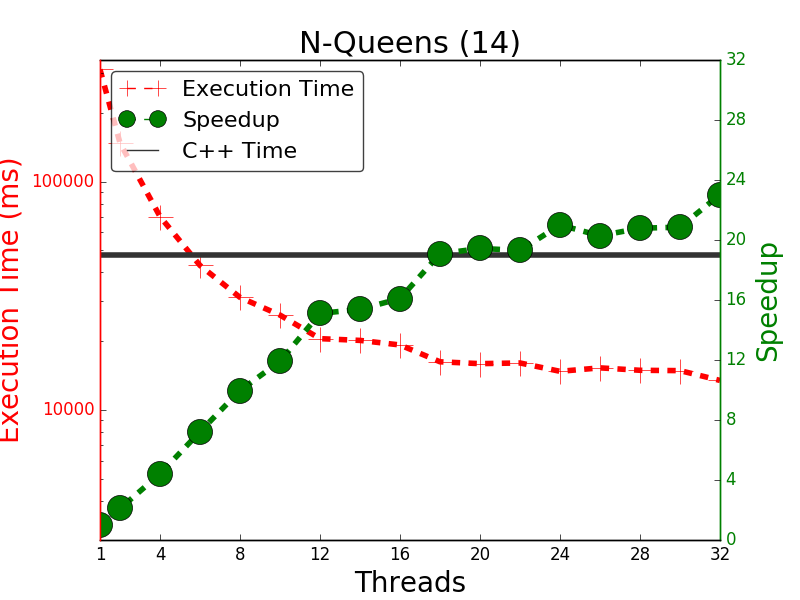 N-Queens (14)
Execution Time
Speedup
C++ Time
Execution Time (ms)
100000
10000
32
28
24
20
16
12
8
4
0
Speedup
1 4 8 12 16 20 24 28 32
Threads